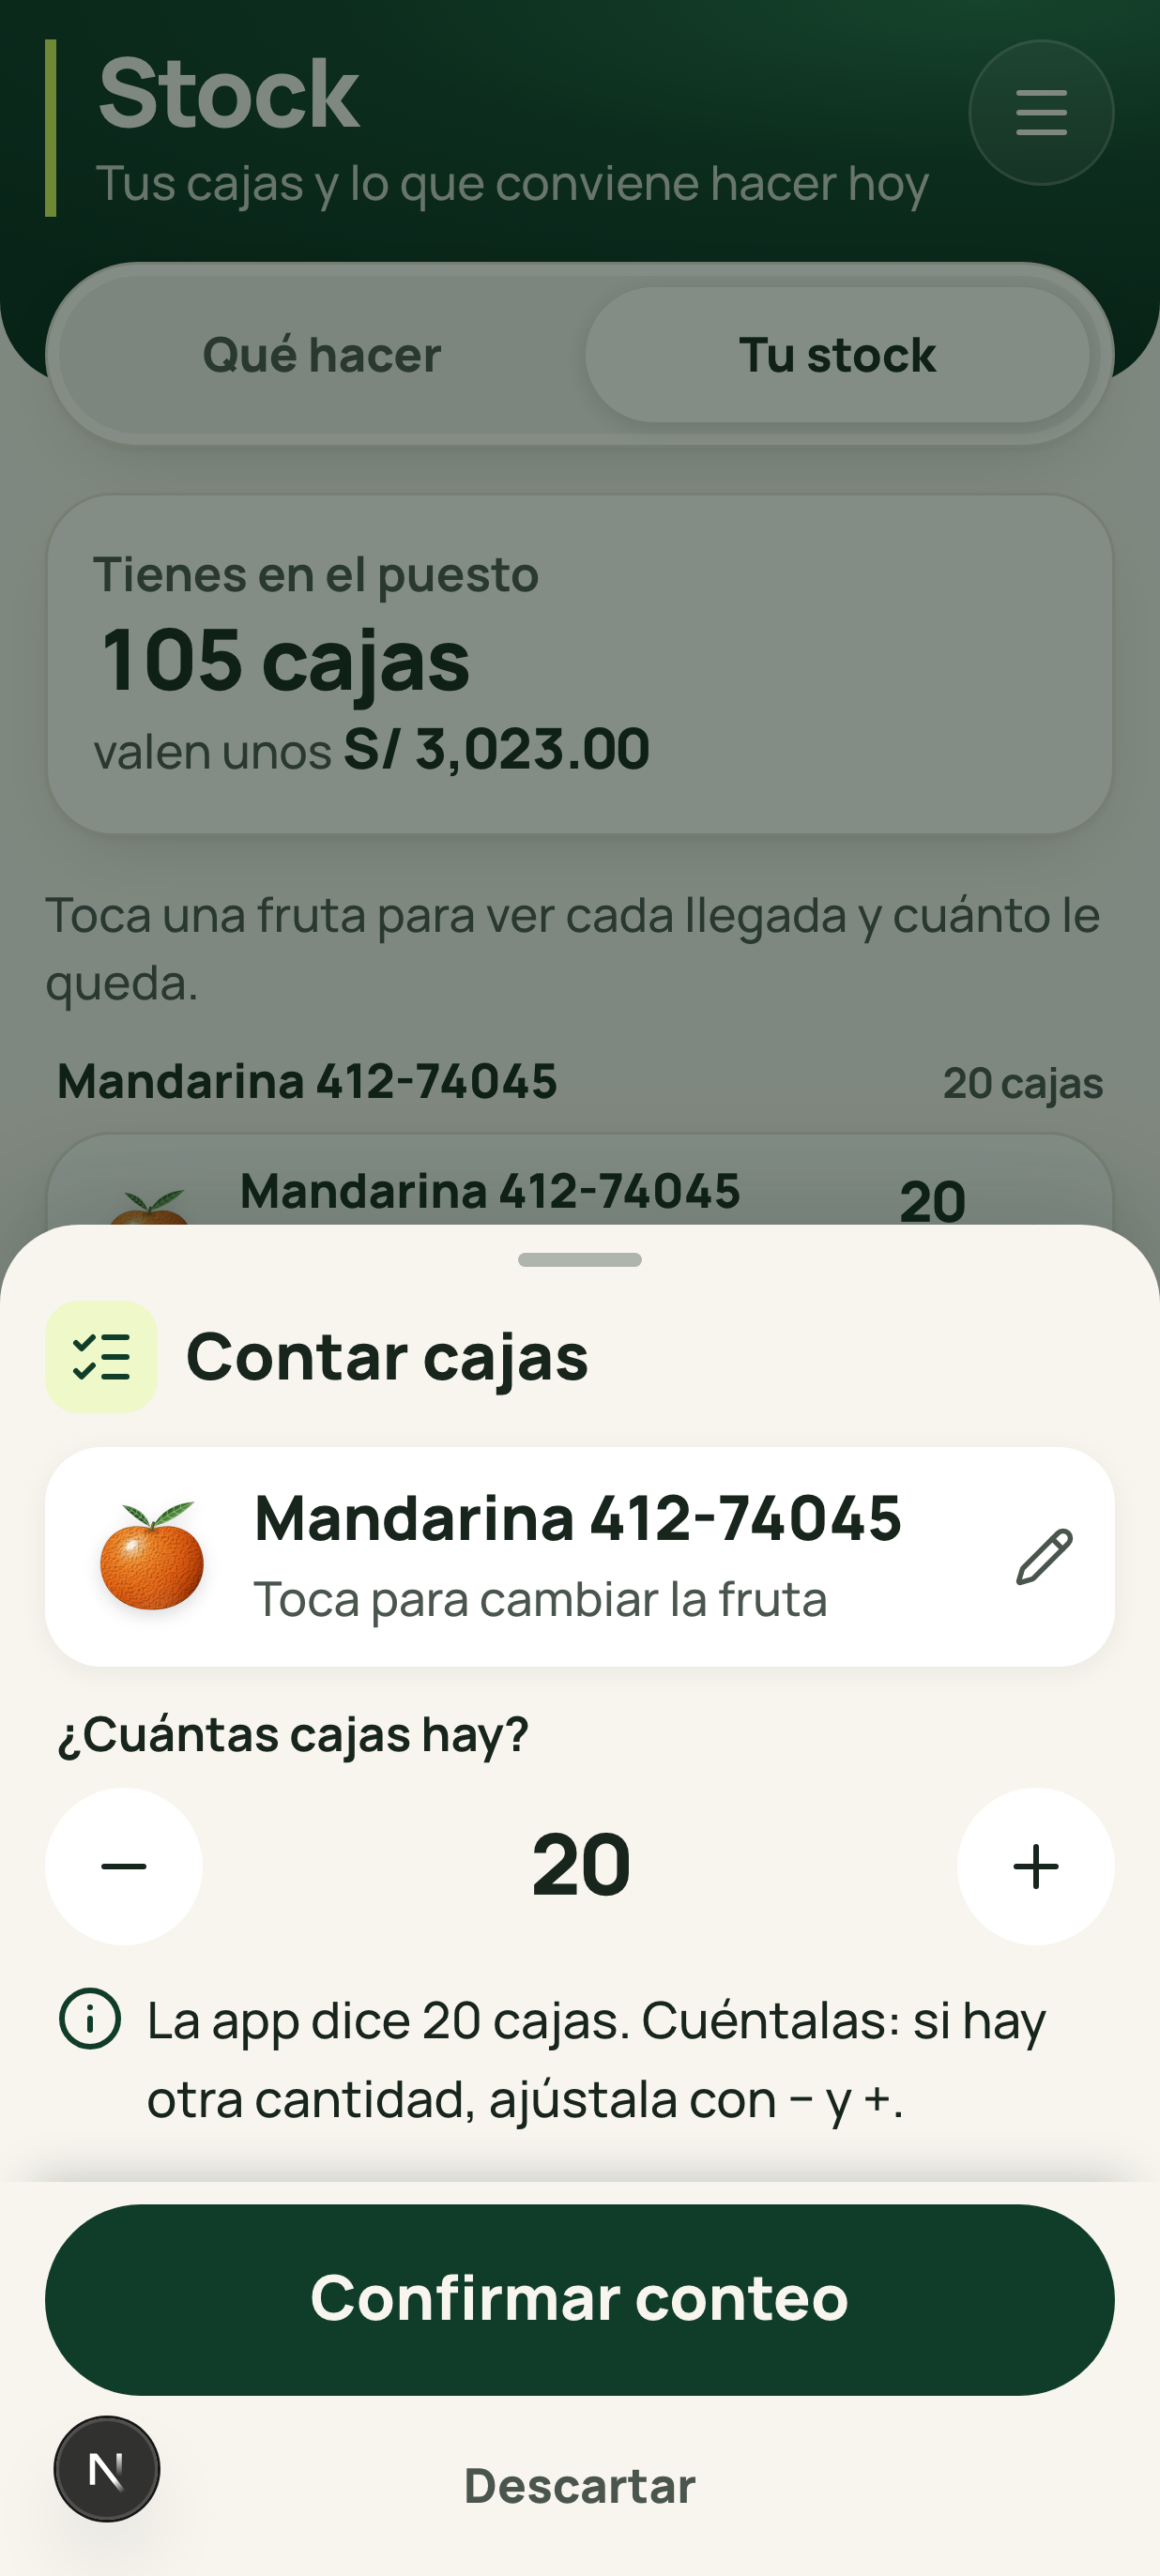 Stock
Tus cajas y lo que conviene hacer hoy
Qué hacer
Tu stock
Tienes en el puesto
105 cajas
valen unos S/ 3,023.00
Toca una fruta para ver cada llegada y cuánto le
queda.
Mandarina 412-74045
20 cajas
Mandarina 412-74045
20
Contar cajas
Mandarina 412-74045
Toca para cambiar la fruta
¿Cuántas cajas hay?
20
La app dice 20 cajas. Cuéntalas: si hay
otra cantidad, ajústala con − y +.
Confirmar conteo
N
Descartar